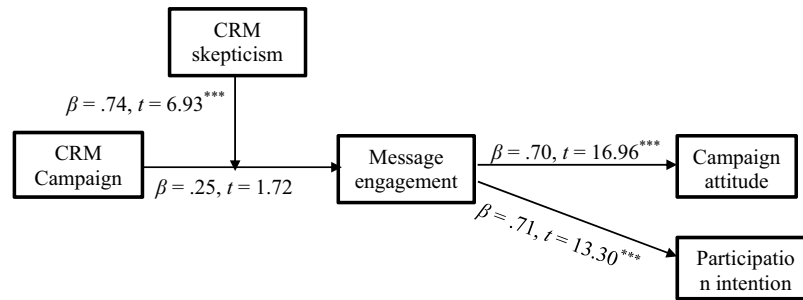 CRM
skepticism
β = .74, t = 6.93***
CRM
Campaign
β = .25, t = 1.72
Message
engagement
β = .70, t = 16.96***
Campaign
attitude
β = .71, t = 13.30***
Participatio
n intention